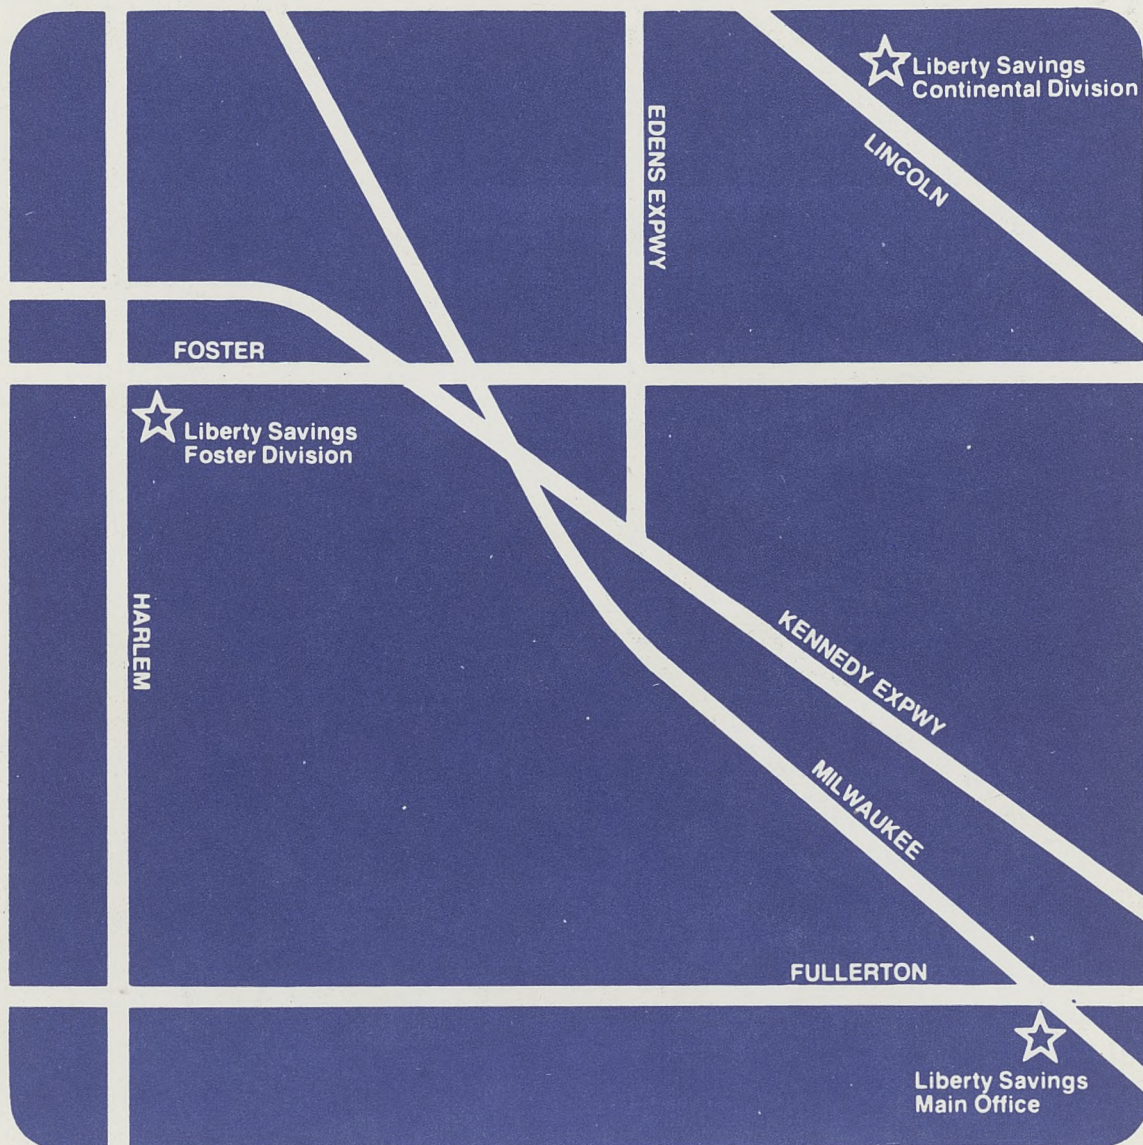 Liberty Savings
Continental Division
EDENS EXPWY
LINCOLN
FOSTER
Liberty Savings
Foster Division
HARLEM
KENNEDY EXPWY
MILWAUKEE
FULLERTON
Liberty Savings
Main Office